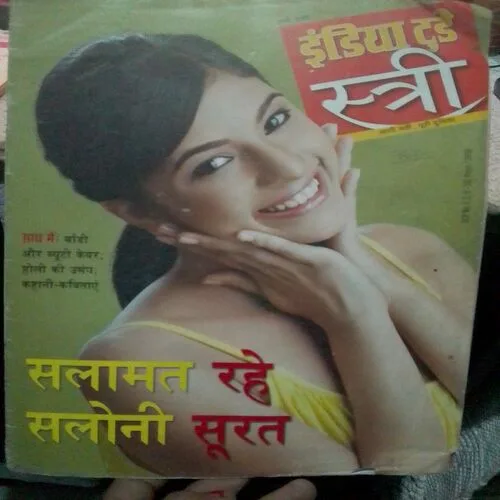 इंडिया टुडे
स्त्री
साथ में: बॉडी
और ब्यूटी केयर,
होली की उमंग,
कहानी-कविताएं
सलामत रहे
सलोनी सूरत